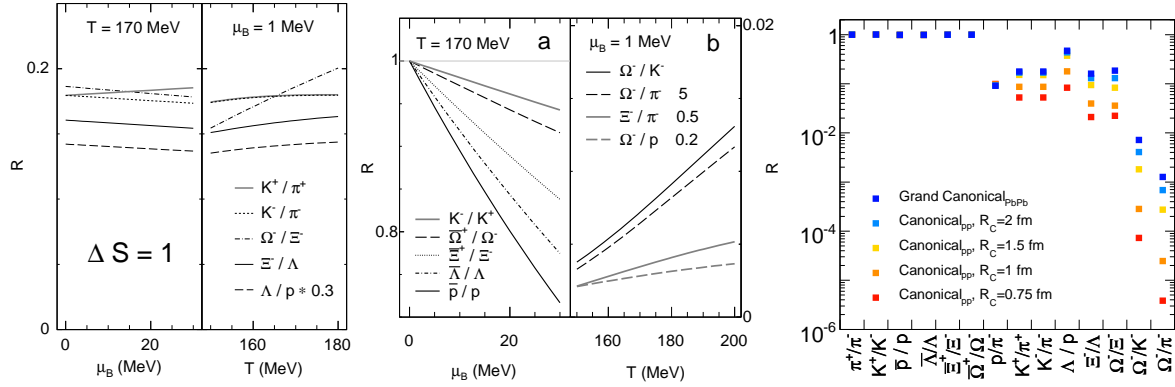 T = 170 MeV
μB = 1 MeV
0.2
R
K+ / π+
K- / π-
Ω- / Ξ-
Ξ- / Λ
Λ / p * 0.3
Δ S = 1
0
0
20
160
180
μB (MeV)
T (MeV)
T = 170 MeV
a
μB = 1 MeV
b
0.02
1
Ω- / K-
Ω- / π- 5
Ξ- / π- 0.5
Ω- / p 0.2
R
K- / K+
Ω̅+ / Ω-
Ξ̅+ / Ξ-
Λ̅ / Λ
p̅ / p
0.8
0
0
20
160
180
200
μB (MeV)
T (MeV)
1
10-2
10-4
10-6
R
Grand CanonicalPbPb
Canonicalpp, RC=2 fm
Canonicalpp, RC=1.5 fm
Canonicalpp, RC=1 fm
Canonicalpp, RC=0.75 fm
π+/π-
K+/K-
p̅ / p
Λ̅/Λ
Ξ̅+/Ξ-
Ω̅+/Ω-
p/π-
K+/π+
K-/π-
Λ / p
Ξ-/Λ
Ω-/Ξ-
Ω-/K-
Ω-/π-